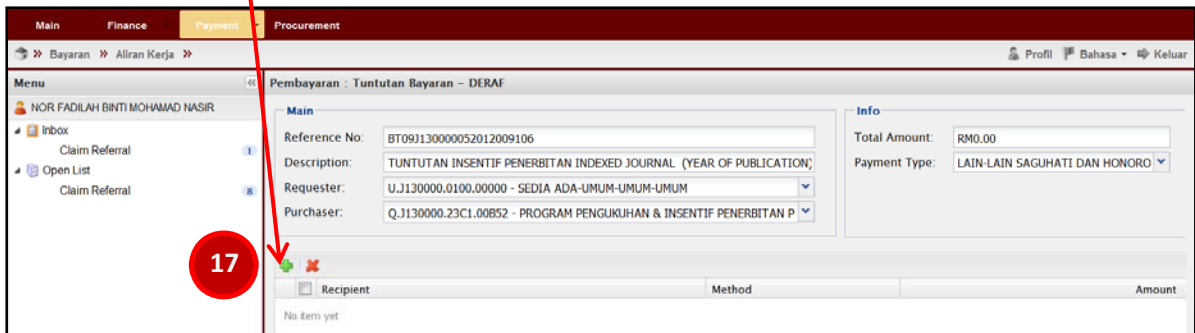 Main Finance Payment Procurement
Bayaran Aliran Kerja Profil Bahasa Keluar
Menu
NOR FADILAH BINTI MOHAMAD NASIR
Inbox
Claim Referral 1
Open List
Claim Referral 8
Pembayaran : Tuntutan Bayaran - DERAF
Main
Reference No: BT09J13000005201200​9106
Description: TUNTUTAN INSENTIF PENERBITAN INDEXED JOURNAL (YEAR OF PUBLICATION)
Requester: U.J130000.0100.00000 - SEDIA ADA-UMUM-UMUM-UMUM
Purchaser: Q.J130000.23C1.00B52 - PROGRAM PENGUKUHAN & INSENTIF PENERBITAN P
Info
Total Amount: RM0.00
Payment Type: LAIN-LAIN SAGUHATI DAN HONORO
17
Recipient Method Amount
No item yet